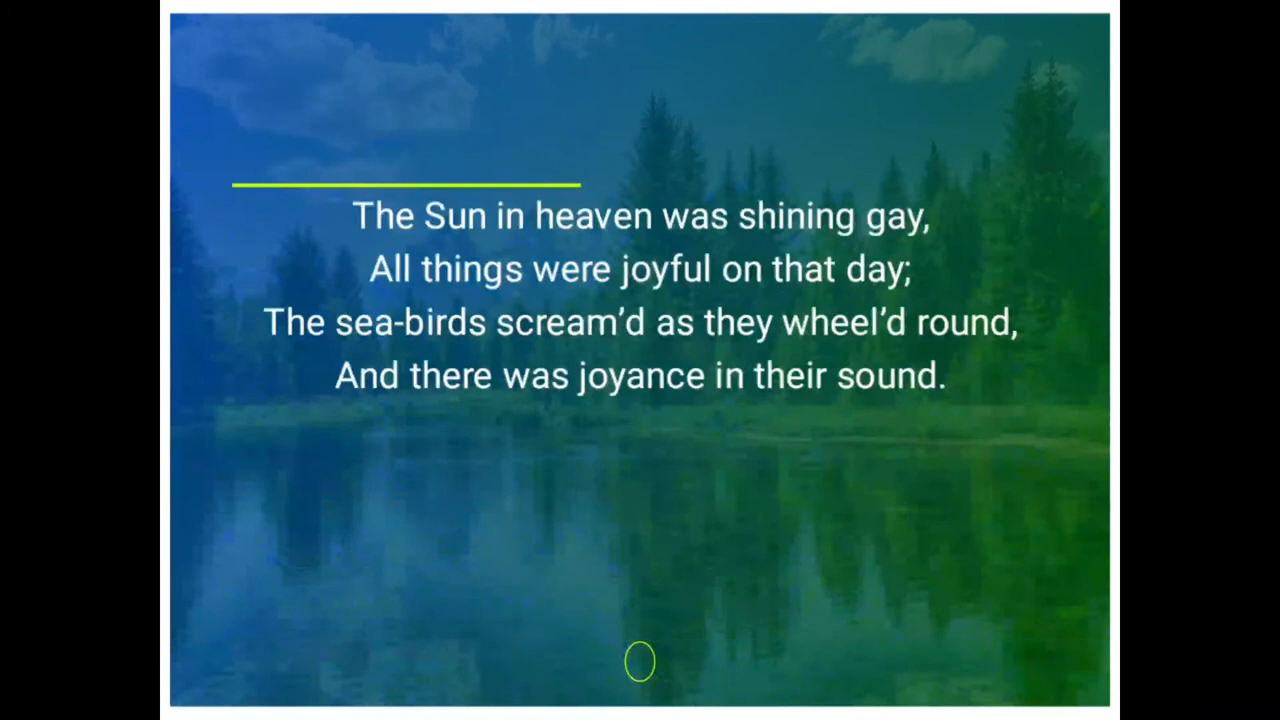 The Sun in heaven was shining gay,
All things were joyful on that day;
The sea-birds scream’d as they wheel’d round,
And there was joyance in their sound.